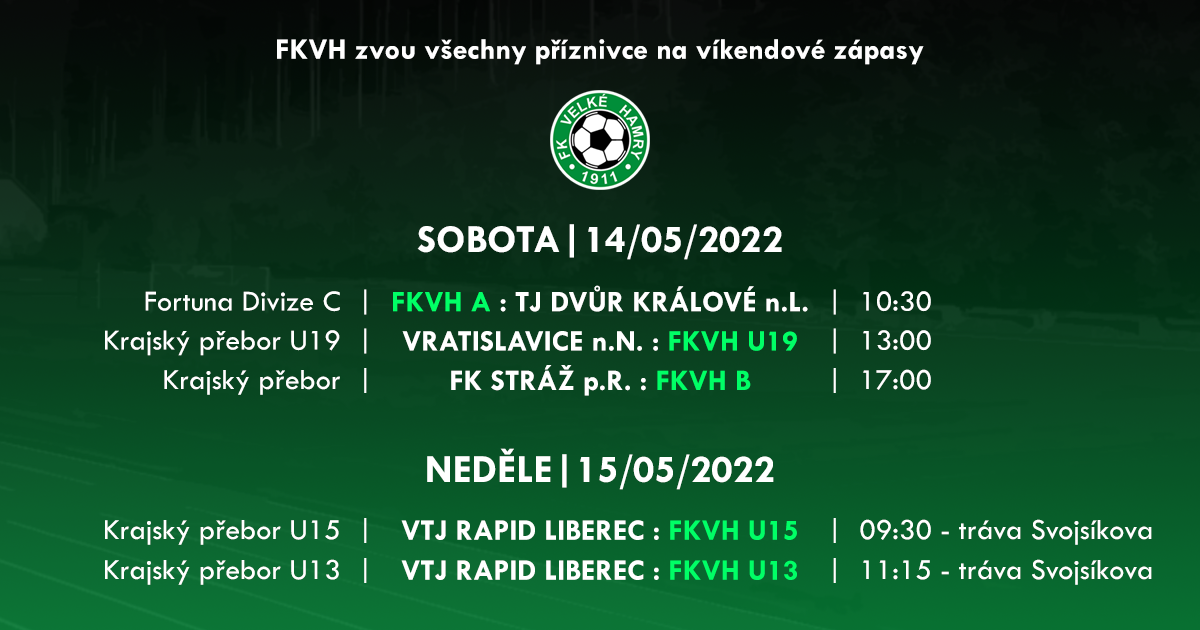 FKVH zvou všechny příznivce na víkendové zápasy
FK VELKÉ HAMRY
1911
SOBOTA | 14/05/2022
Fortuna Divize C | FKVH A : TJ DVŮR KRÁLOVÉ n.L. | 10:30
Krajský přebor U19 | VRATISLAVICE n.N. : FKVH U19 | 13:00
Krajský přebor | FK STRÁŽ p.R. : FKVH B | 17:00
NEDĚLE | 15/05/2022
Krajský přebor U15 | VTJ RAPID LIBEREC : FKVH U15 | 09:30 - tráva Svojsíkova
Krajský přebor U13 | VTJ RAPID LIBEREC : FKVH U13 | 11:15 - tráva Svojsíkova